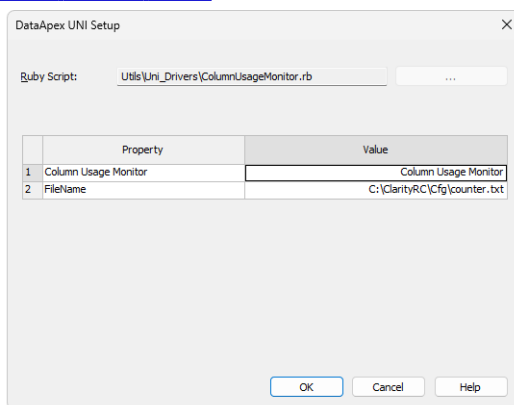 DataApex UNI Setup
Ruby Script: Utils\Uni_Drivers\ColumnUsageMonitor.rb ...
Property Value
1 Column Usage Monitor Column Usage Monitor
2 FileName C:\ClarityRC\Cfg\counter.txt
OK Cancel Help